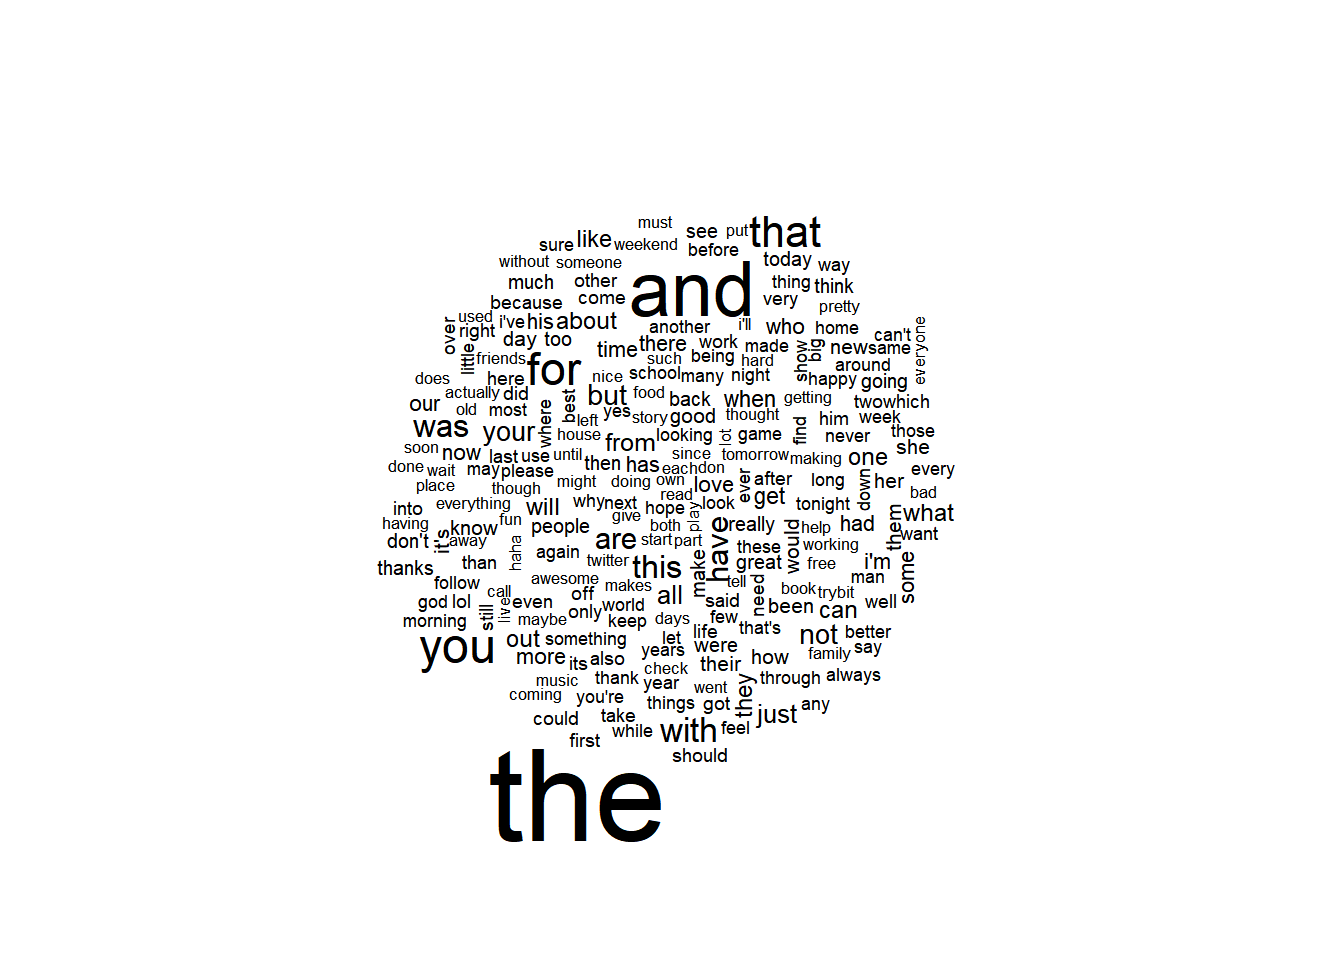 must
see put that
sure like weekend before
without someone today way
much other and thing think
because come very pretty
over used i've his about another i'll who home can't everyone
right day too time there work made show big new same
little friends for such being hard around
does here nice school many night happy going
actually did best but food back when getting two which
our old most where left yes story good thought him week those
was your house from looking lot game find never she
soon now last use until then has since tomorrow making one
done wait may please each don every
place though might doing own love ever after long down her bad
into everything will why next read look get tonight
having know fun people give hope both play have really help had them what
don't it's away haha again are start part these would working want
thanks than twitter this great free i'm some
follow awesome makes make tell need book try bit man
god lol call live even off only world all said been can well
morning still maybe keep days few that's
you out something let life were not better
more its also years their how family say
music thank check year went they through always
coming you're things got just any
could take while with feel
first should
the